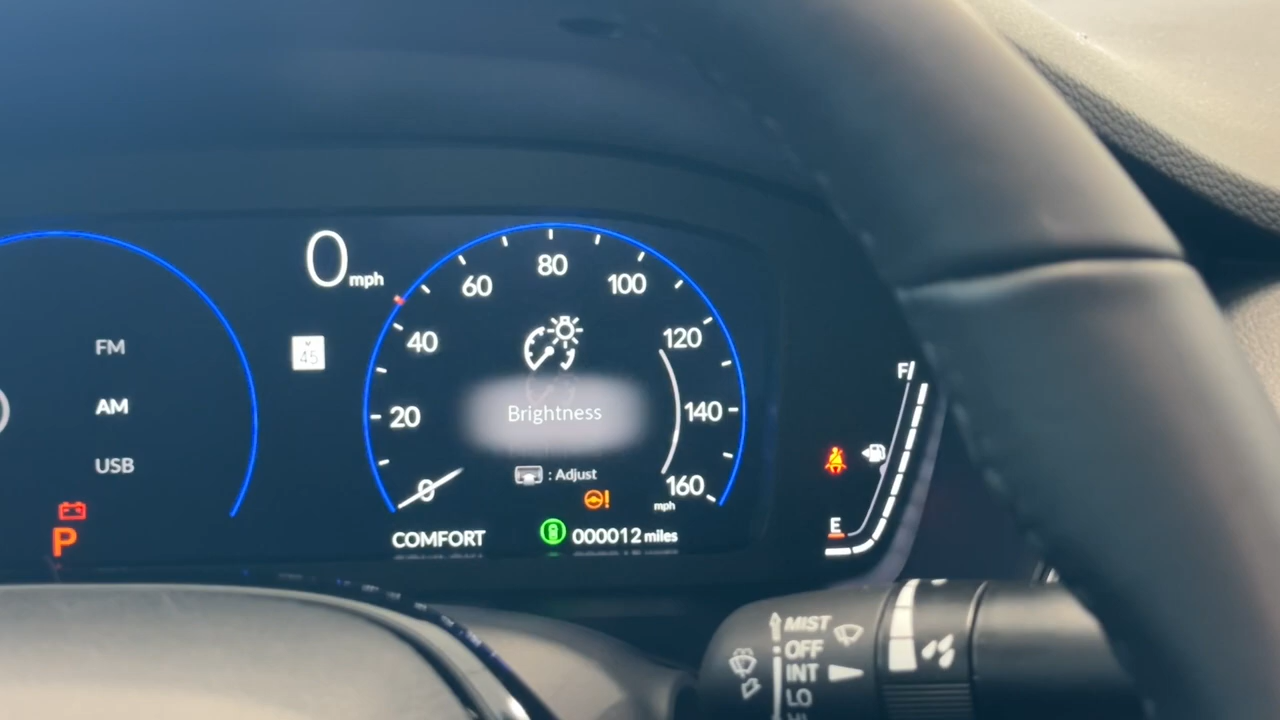 0 mph
45
FM
AM
USB
P
0
20
40
60
80
100
120
140
160
mph
Brightness
: Adjust
!
COMFORT
000012 miles
F
E
MIST
OFF
INT
LO